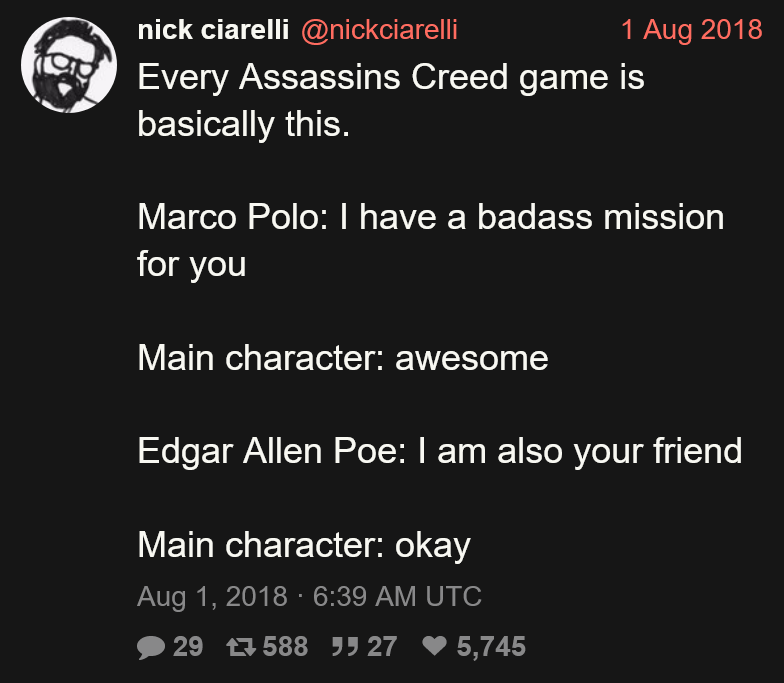 nick ciarelli @nickciarelli 1 Aug 2018
Every Assassins Creed game is
basically this.
Marco Polo: I have a badass mission
for you
Main character: awesome
Edgar Allen Poe: I am also your friend
Main character: okay
Aug 1, 2018 · 6:39 AM UTC
29 588 27 5,745